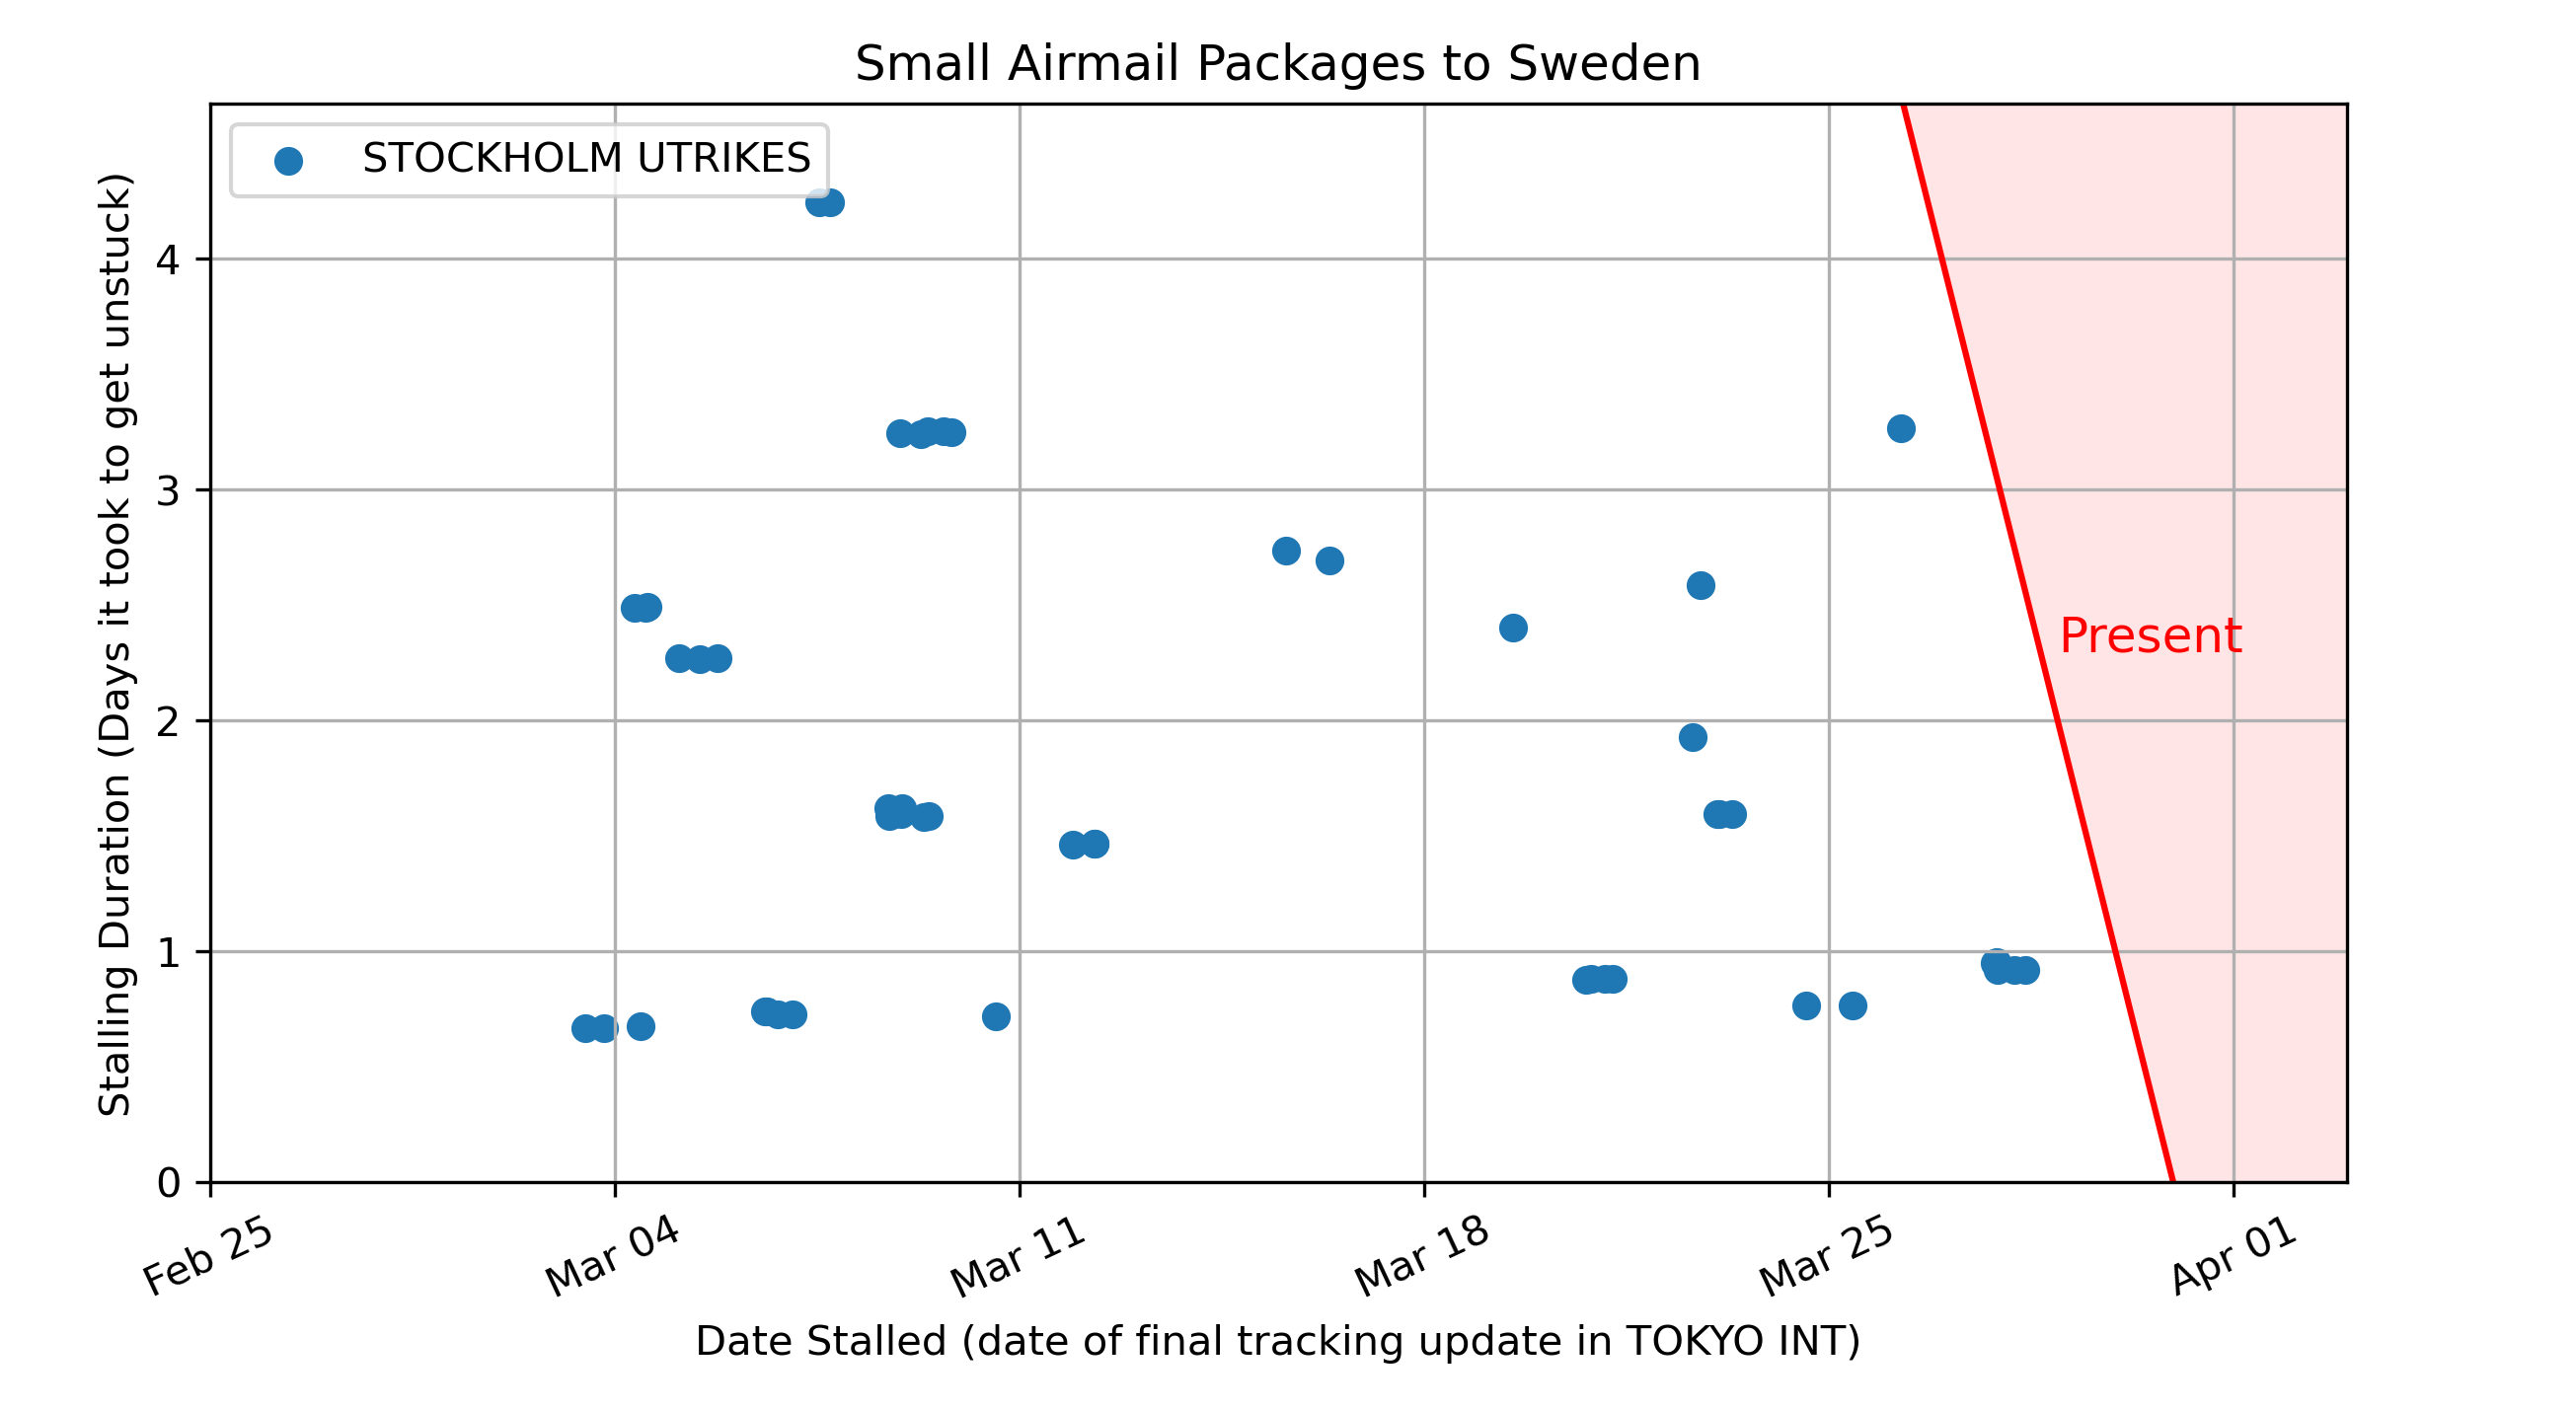 Small Airmail Packages to Sweden
STOCKHOLM UTRIKES
Stalling Duration (Days it took to get unstuck)
4
3
2
1
0
Present
Feb 25
Mar 04
Mar 11
Mar 18
Mar 25
Apr 01
Date Stalled (date of final tracking update in TOKYO INT)